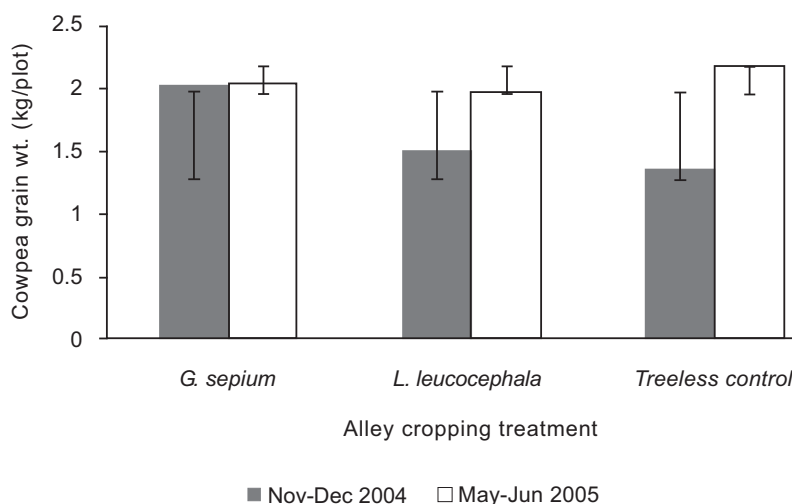 Cowpea grain wt. (kg/plot)
2.5
2
1.5
1
0.5
0
G. sepium L. leucocephala Treeless control
Alley cropping treatment
Nov-Dec 2004 May-Jun 2005